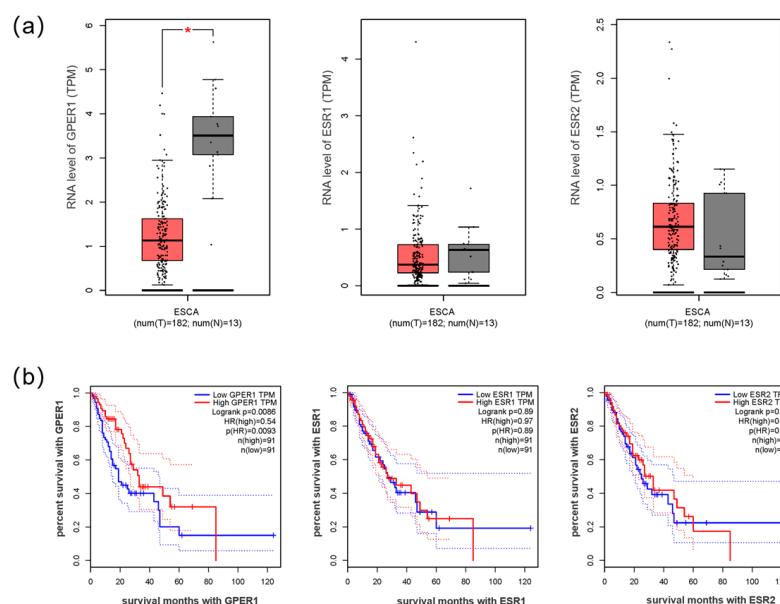 (a)
RNA level of GPER1 (TPM)
6
5
4
3
2
1
0
*
ESCA
(num(T)=182; num(N)=13)
RNA level of ESR1 (TPM)
4
3
2
1
0
ESCA
(num(T)=182; num(N)=13)
RNA level of ESR2 (TPM)
2.5
2.0
1.5
1.0
0.5
0.0
ESCA
(num(T)=182; num(N)=13)
(b)
percent survival with GPER1
1.0
0.8
0.6
0.4
0.2
0.0
Low GPER1 TPM
High GPER1 TPM
Logrank p=0.0086
HR(high)=0.54
p(HR)=0.0093
n(high)=91
n(low)=91
0 20 40 60 80 100 120
survival months with GPER1
percent survival with ESR1
1.0
0.8
0.6
0.4
0.2
0.0
Low ESR1 TPM
High ESR1 TPM
Logrank p=0.89
HR(high)=0.97
p(HR)=0.89
n(high)=91
n(low)=91
0 20 40 60 80 100 120
survival months with ESR1
percent survival with ESR2
1.0
0.8
0.6
0.4
0.2
0.0
Low ESR2 TP
High ESR2 TP
Logrank p=0.
HR(high)=0.
p(HR)=0.
n(high)=
n(low)=
0 20 40 60 80 100 120
survival months with ESR2